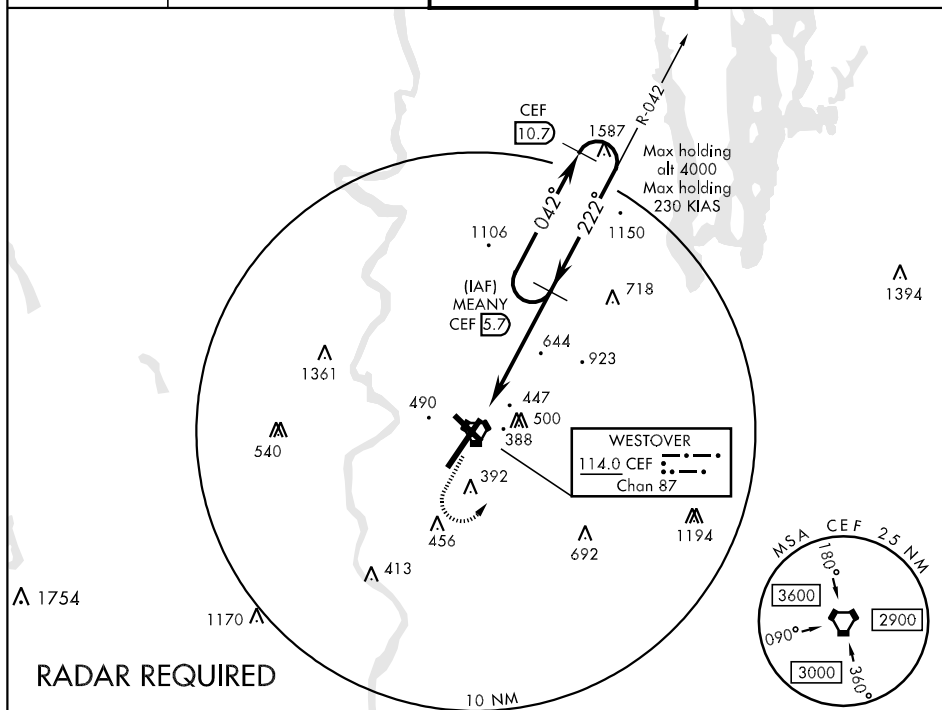 R-042
CEF
10.7
1587
Max holding
alt 4000
Max holding
230 KIAS
042°
222°
1106
1150
(IAF)
MEANY
CEF 5.7
718
1394
644
923
1361
447
490
500
388
540
WESTOVER
114.0 CEF
Chan 87
392
456
692
1194
413
MSA CEF 25 NM
180°
3600
2900
090°
3000
360°
1754
1170
RADAR REQUIRED
10 NM